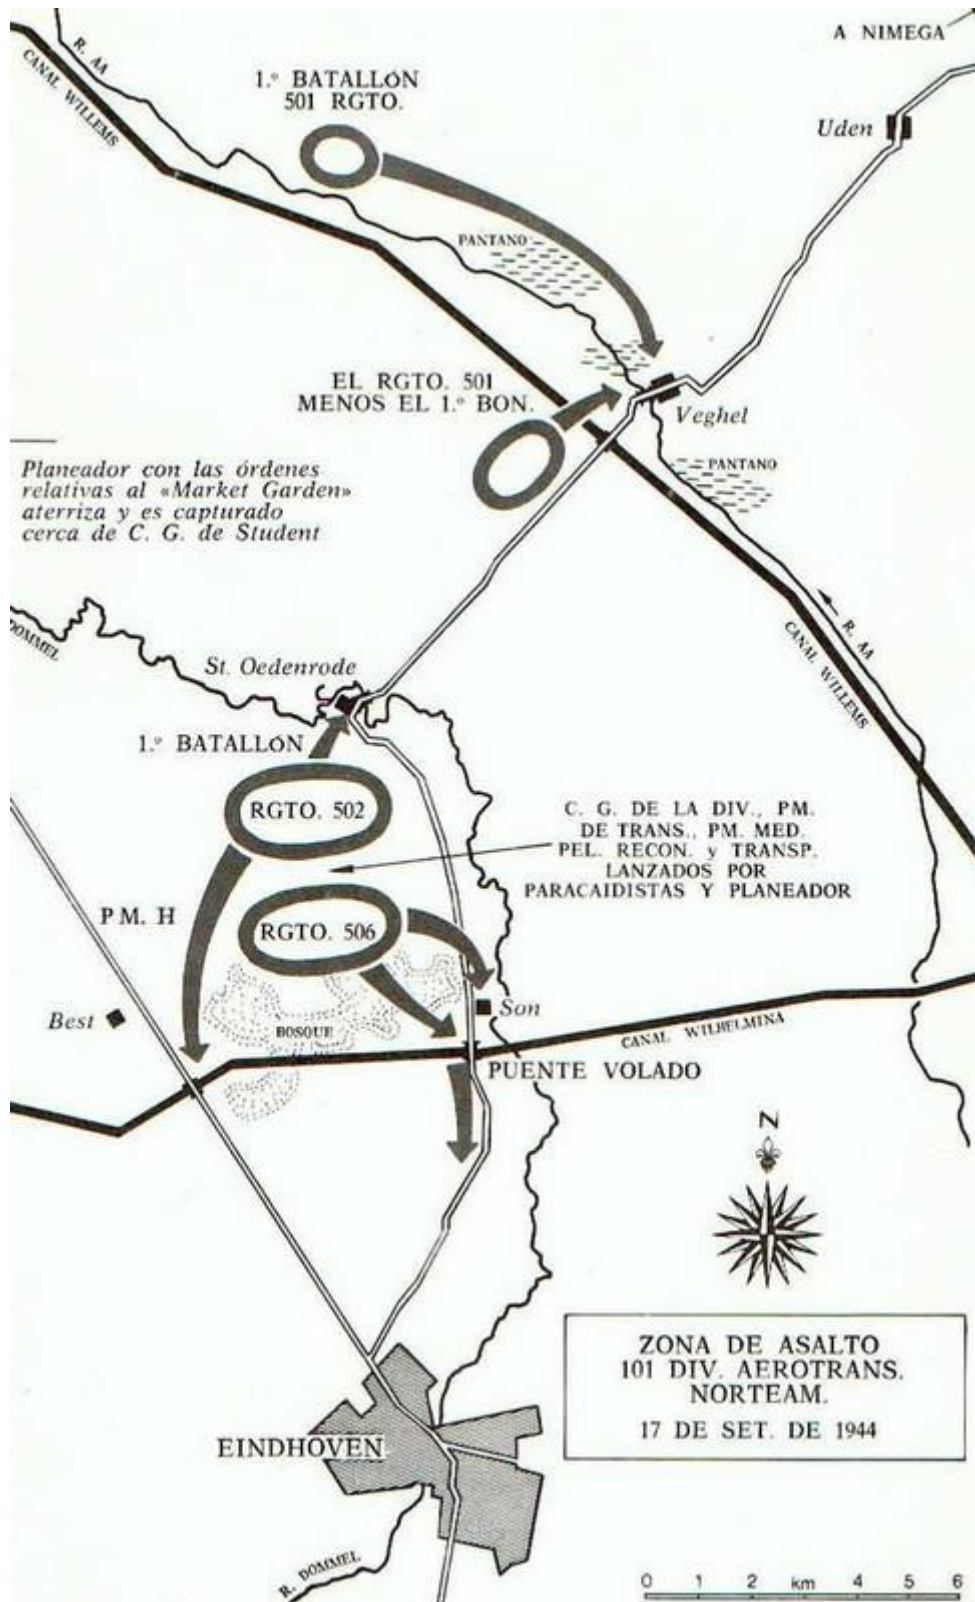 A NIMEGA
R. AA
CANAL WILLEMS
1.º BATALLÓN
501 RGTO.
Uden
PANTANO
EL RGTO. 501
MENOS EL 1.º BON.
Veghel
PANTANO
Planeador con las órdenes
relativas al «Market Garden»
aterriza y es capturado
cerca de C. G. de Student
DOMMEL
R. AA
CANAL WILLEMS
St. Oedenrode
1.º BATALLÓN
RGTO. 502
C. G. DE LA DIV., PM.
DE TRANS., PM. MED.
PEL. RECON. y TRANSP.
LANZADOS POR
PARACAIDISTAS Y PLANEADOR
PM. H
RGTO. 506
Best
BOSQUE
Son
CANAL WILHELMINA
PUENTE VOLADO
N
ZONA DE ASALTO
101 DIV. AEROTRANS.
NORTEAM.
17 DE SET. DE 1944
EINDHOVEN
R. DOMMEL
0 1 2 km 4 5 6